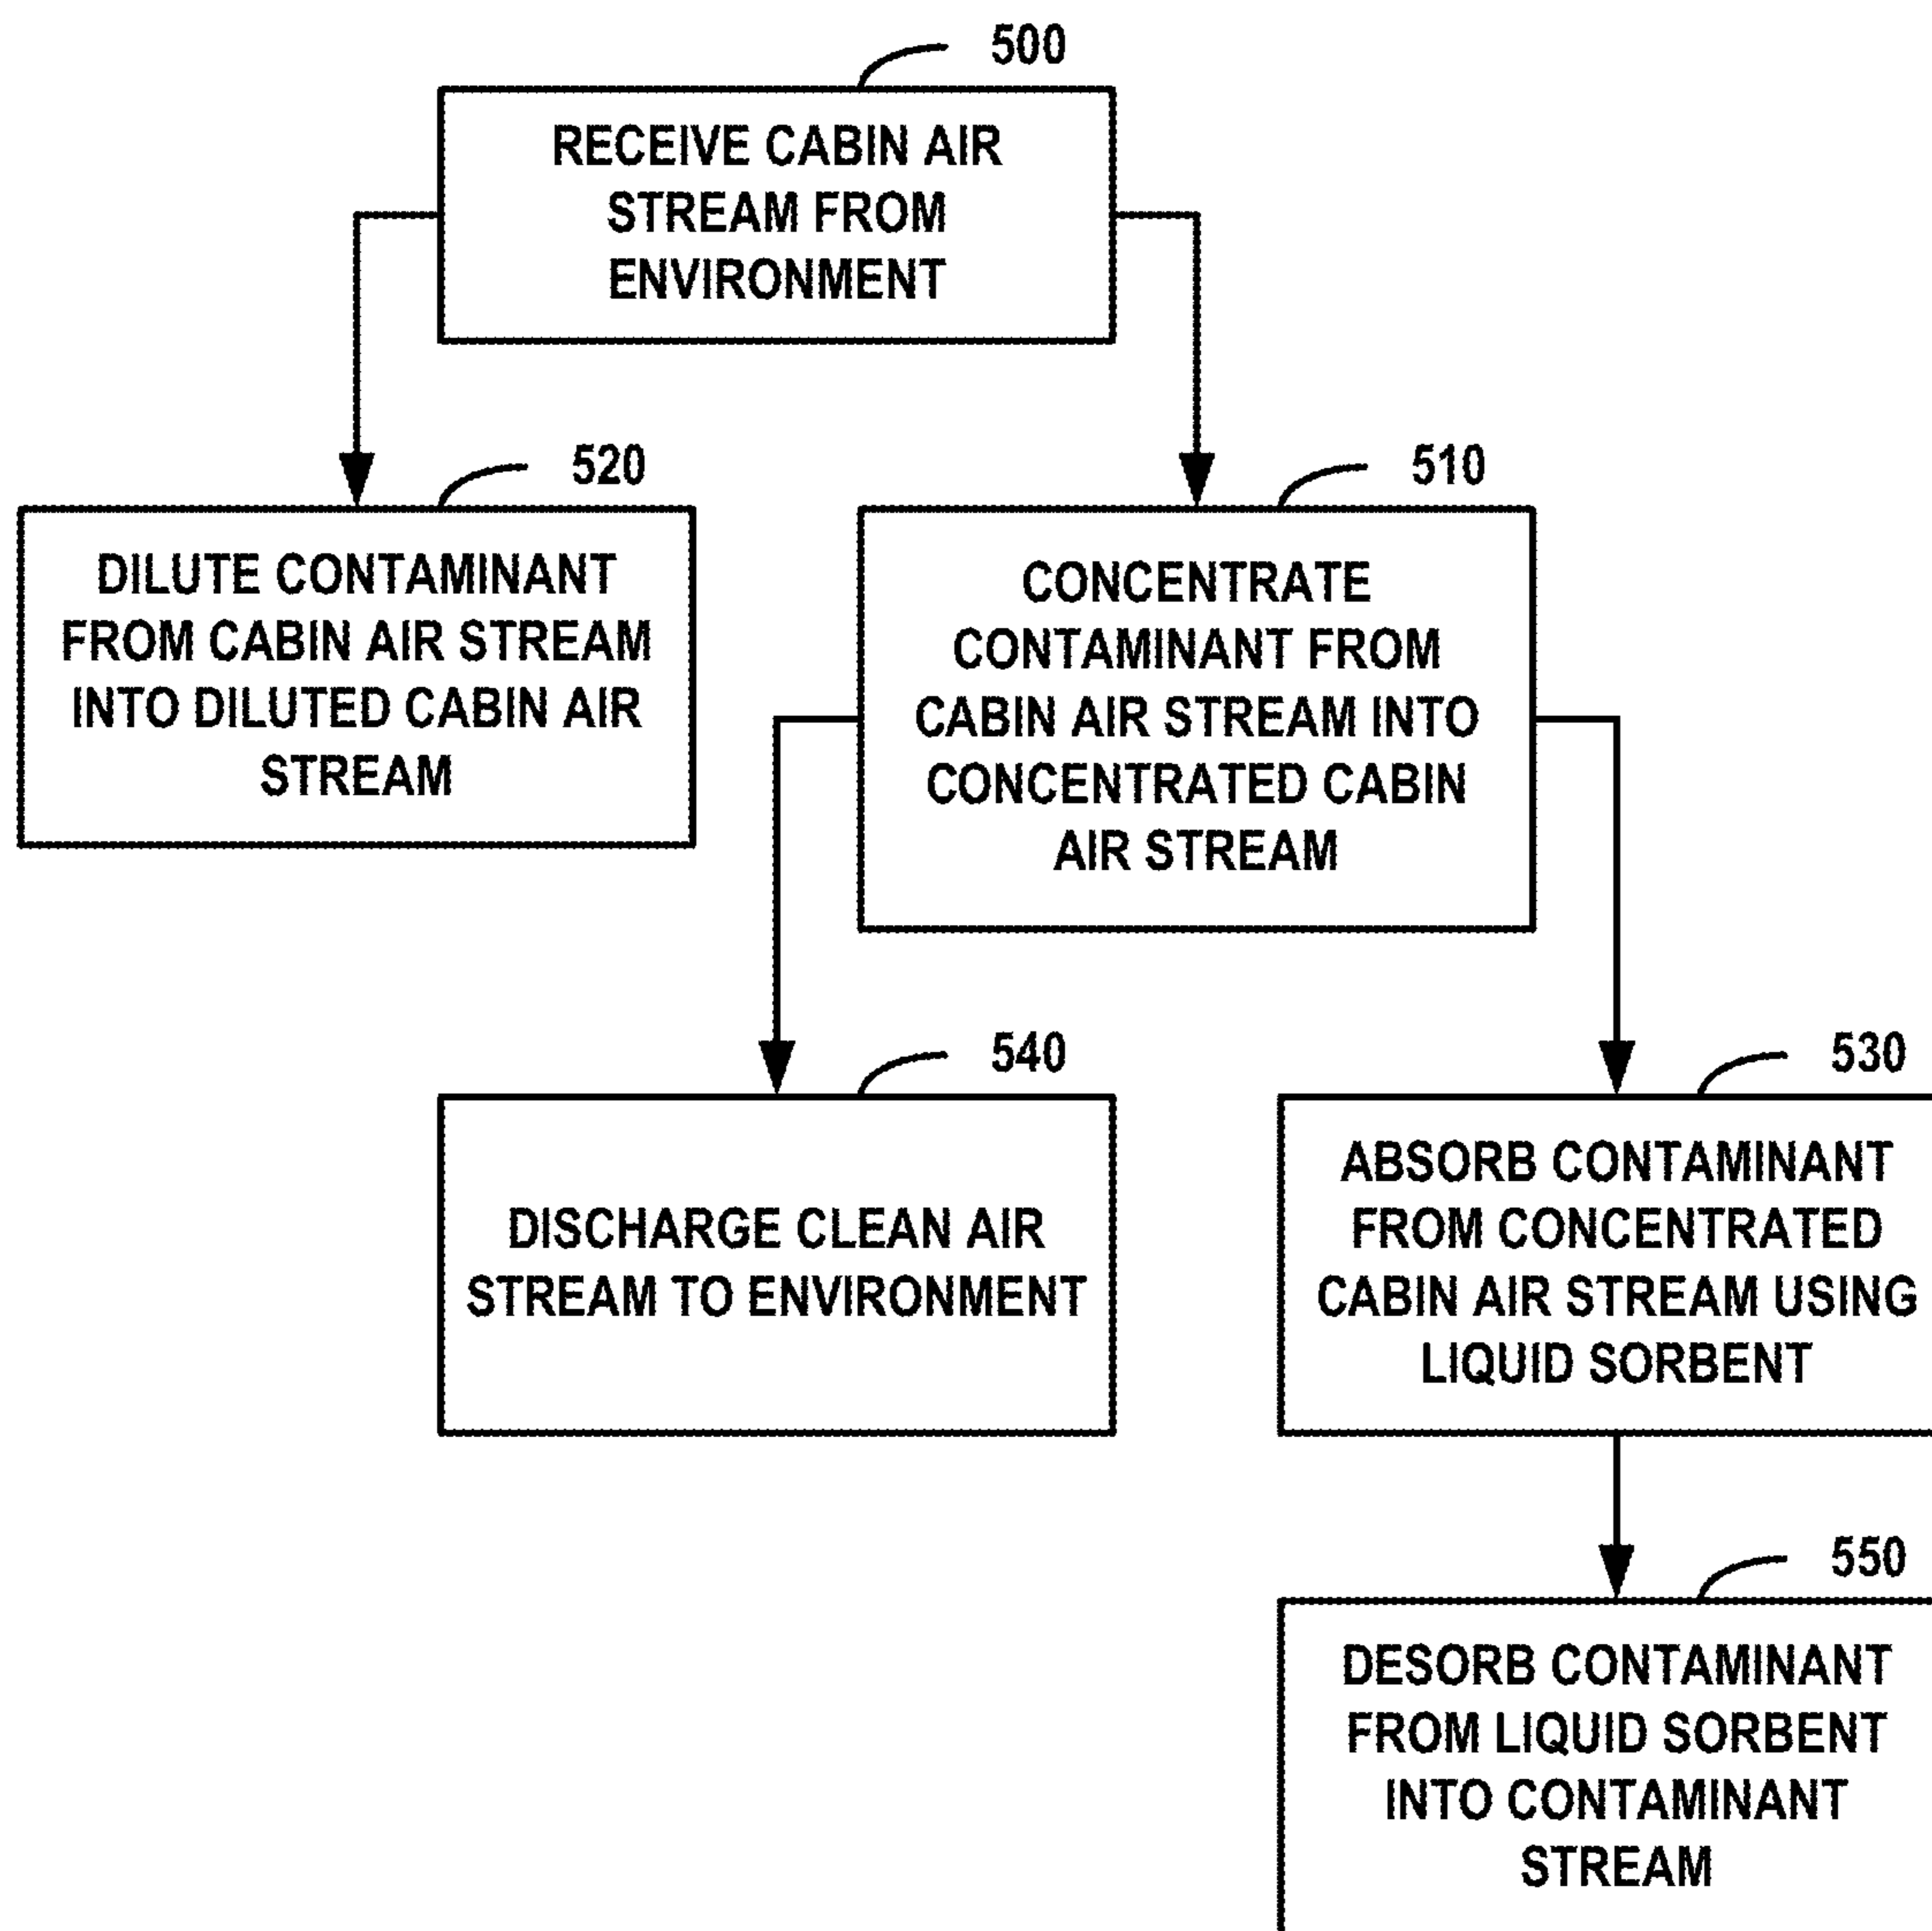 500
RECEIVE CABIN AIR
STREAM FROM
ENVIRONMENT
520
DILUTE CONTAMINANT
FROM CABIN AIR STREAM
INTO DILUTED CABIN AIR
STREAM
510
CONCENTRATE
CONTAMINANT FROM
CABIN AIR STREAM INTO
CONCENTRATED CABIN
AIR STREAM
540
DISCHARGE CLEAN AIR
STREAM TO ENVIRONMENT
530
ABSORB CONTAMINANT
FROM CONCENTRATED
CABIN AIR STREAM USING
LIQUID SORBENT
550
DESORB CONTAMINANT
FROM LIQUID SORBENT
INTO CONTAMINANT
STREAM